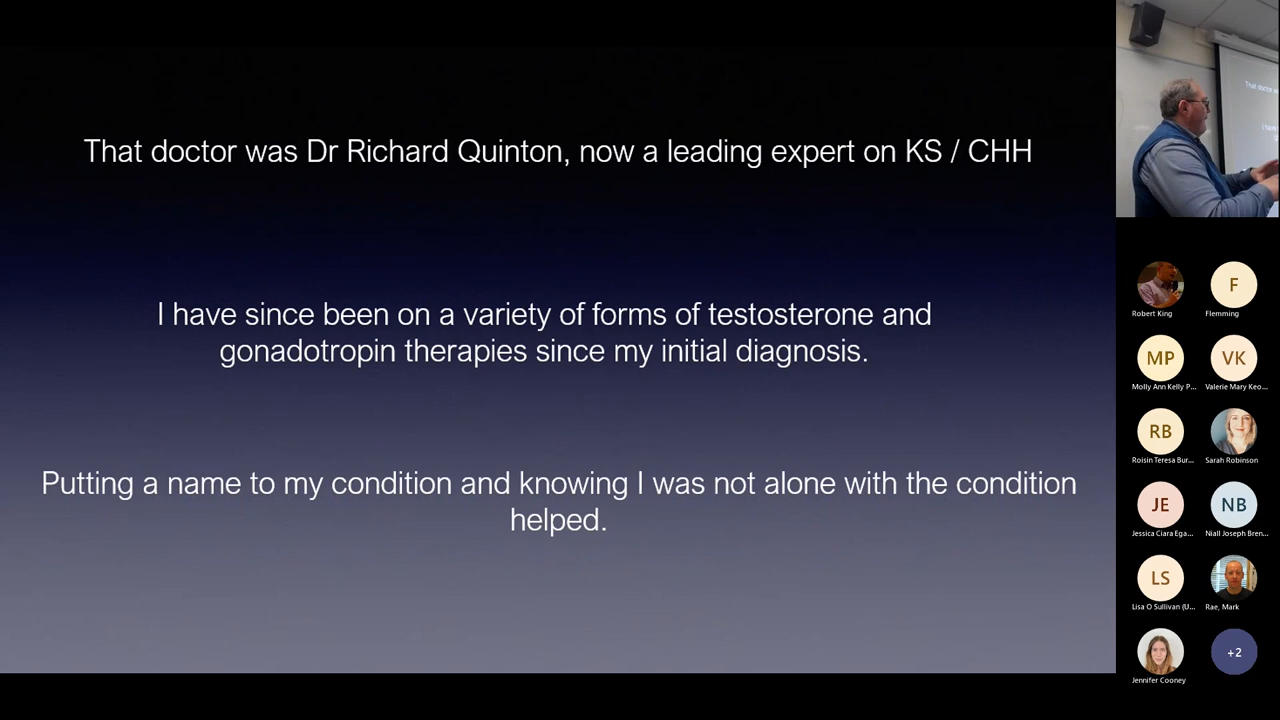 That doctor was Dr Richard Quinton, now a leading expert on KS / CHH
I have since been on a variety of forms of testosterone and
gonadotropin therapies since my initial diagnosis.
Putting a name to my condition and knowing I was not alone with the condition
helped.
That doctor
I have
Robert King
F
Flemming
MP
Molly Ann Kelly P...
VK
Valerie Mary Keo...
RB
Roisin Teresa Bur...
Sarah Robinson
JE
Jessica Ciara Ega...
NB
Niall Joseph Bren...
LS
Lisa O Sullivan (U...
Rae, Mark
Jennifer Cooney
+2